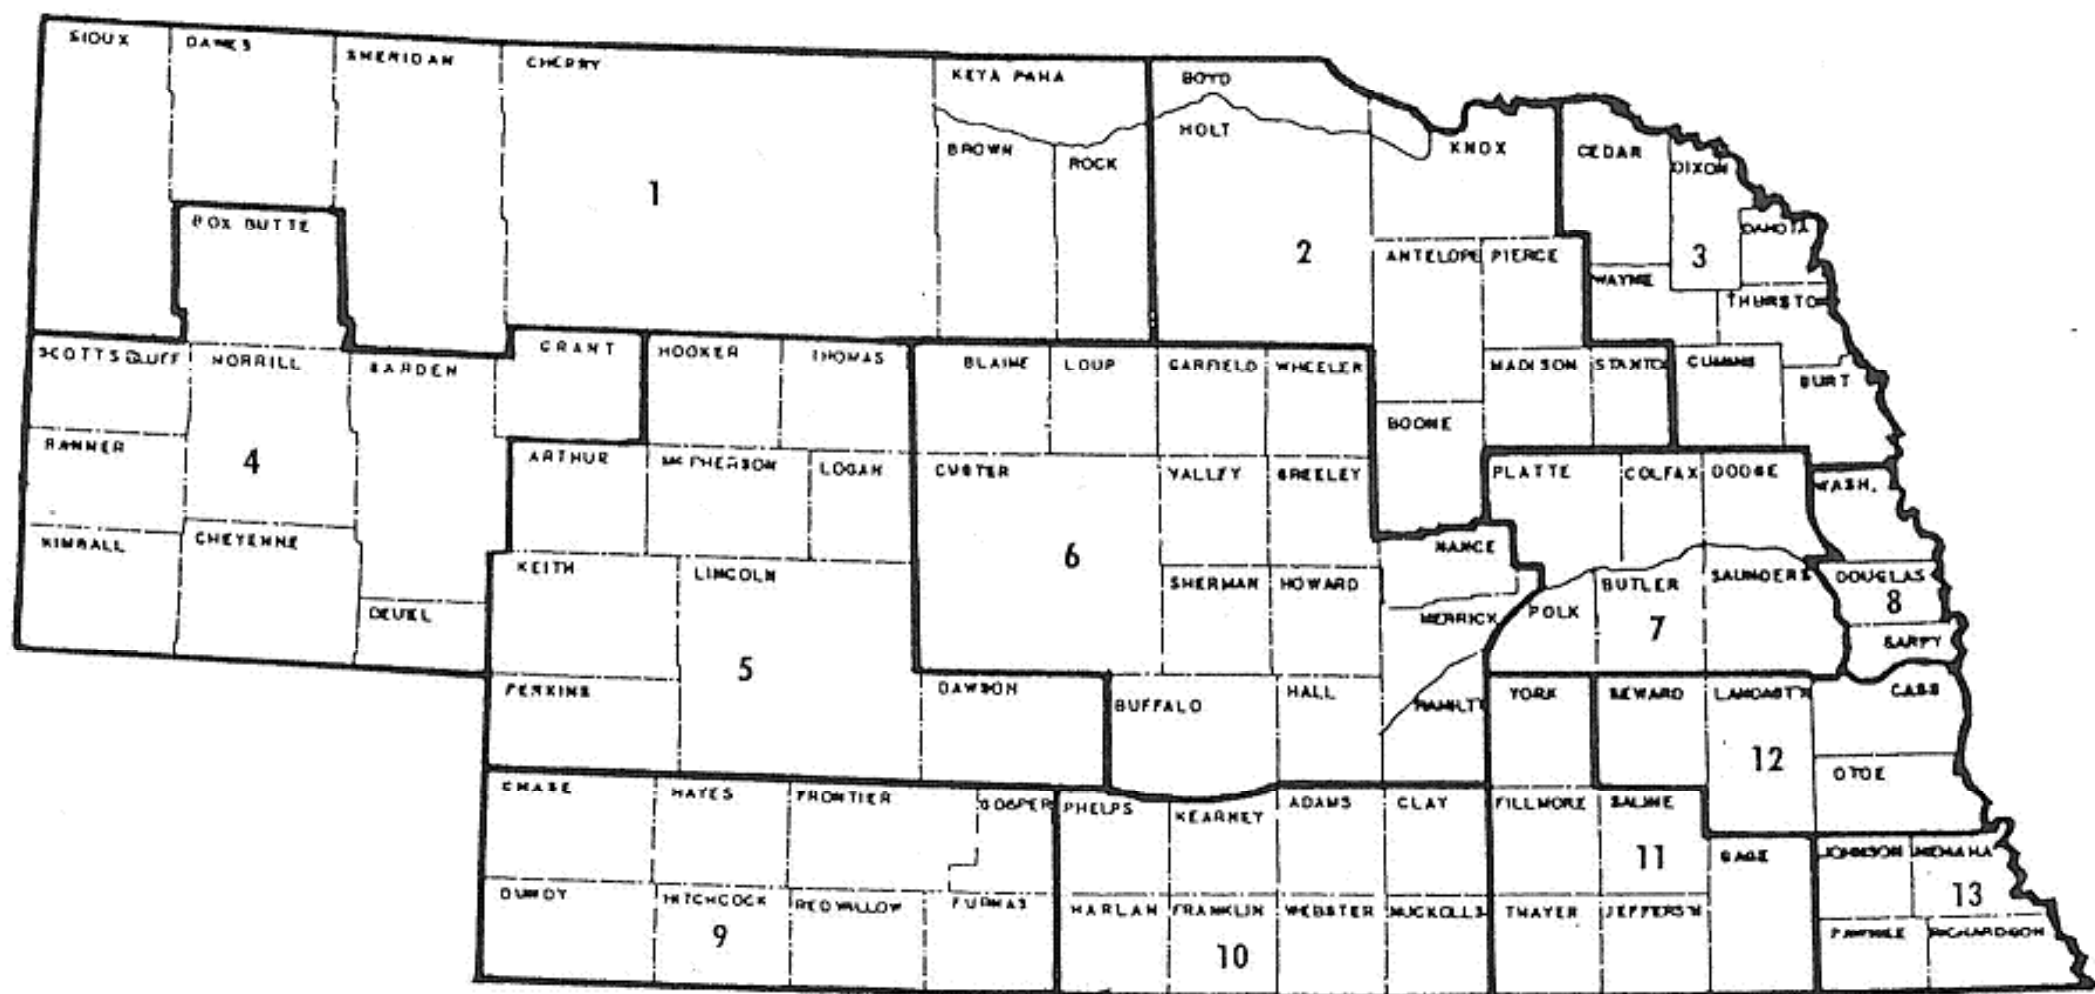 SIOUX
DAWES
SHERIDAN
CHERRY
KEYA PAHA
BOYD
HOLT
KNOX
CEDAR
DIXON
DAKOTA
BROWN
ROCK
1
2
3
BOX BUTTE
ANTELOPE
PIERCE
WAYNE
THURSTO
SCOTTS BLUFF
MORRILL
GARDEN
GRANT
HOOKER
THOMAS
BLAINE
LOUP
GARFIELD
WHEELER
MADISON
STANTO
CUMING
BURT
BOONE
BANNER
4
ARTHUR
MCPHERSON
LOGAN
CUSTER
VALLEY
GREELEY
PLATTE
COLFAX
DODGE
WASH.
KIMBALL
CHEYENNE
KEITH
LINCOLN
6
SHERMAN
HOWARD
NANCE
MERRICK
POLK
BUTLER
SAUNDERS
DOUGLAS
8
SARPY
DEUEL
5
7
PERKINS
DAWSON
BUFFALO
HALL
HAMILT
YORK
SEWARD
LANCAST'R
CASS
12
OTOE
CHASE
HAYES
FRONTIER
GOSPER
PHELPS
KEARNEY
ADAMS
CLAY
FILLMORE
SALINE
11
GAGE
JOHNSON
NEMAHA
13
DUNDY
HITCHCOCK
RED WILLOW
FURNAS
HARLAN
FRANKLIN
WEBSTER
NUCKOLLS
THAYER
JEFFERS'N
PAWNEE
RICHARDSON
9
10